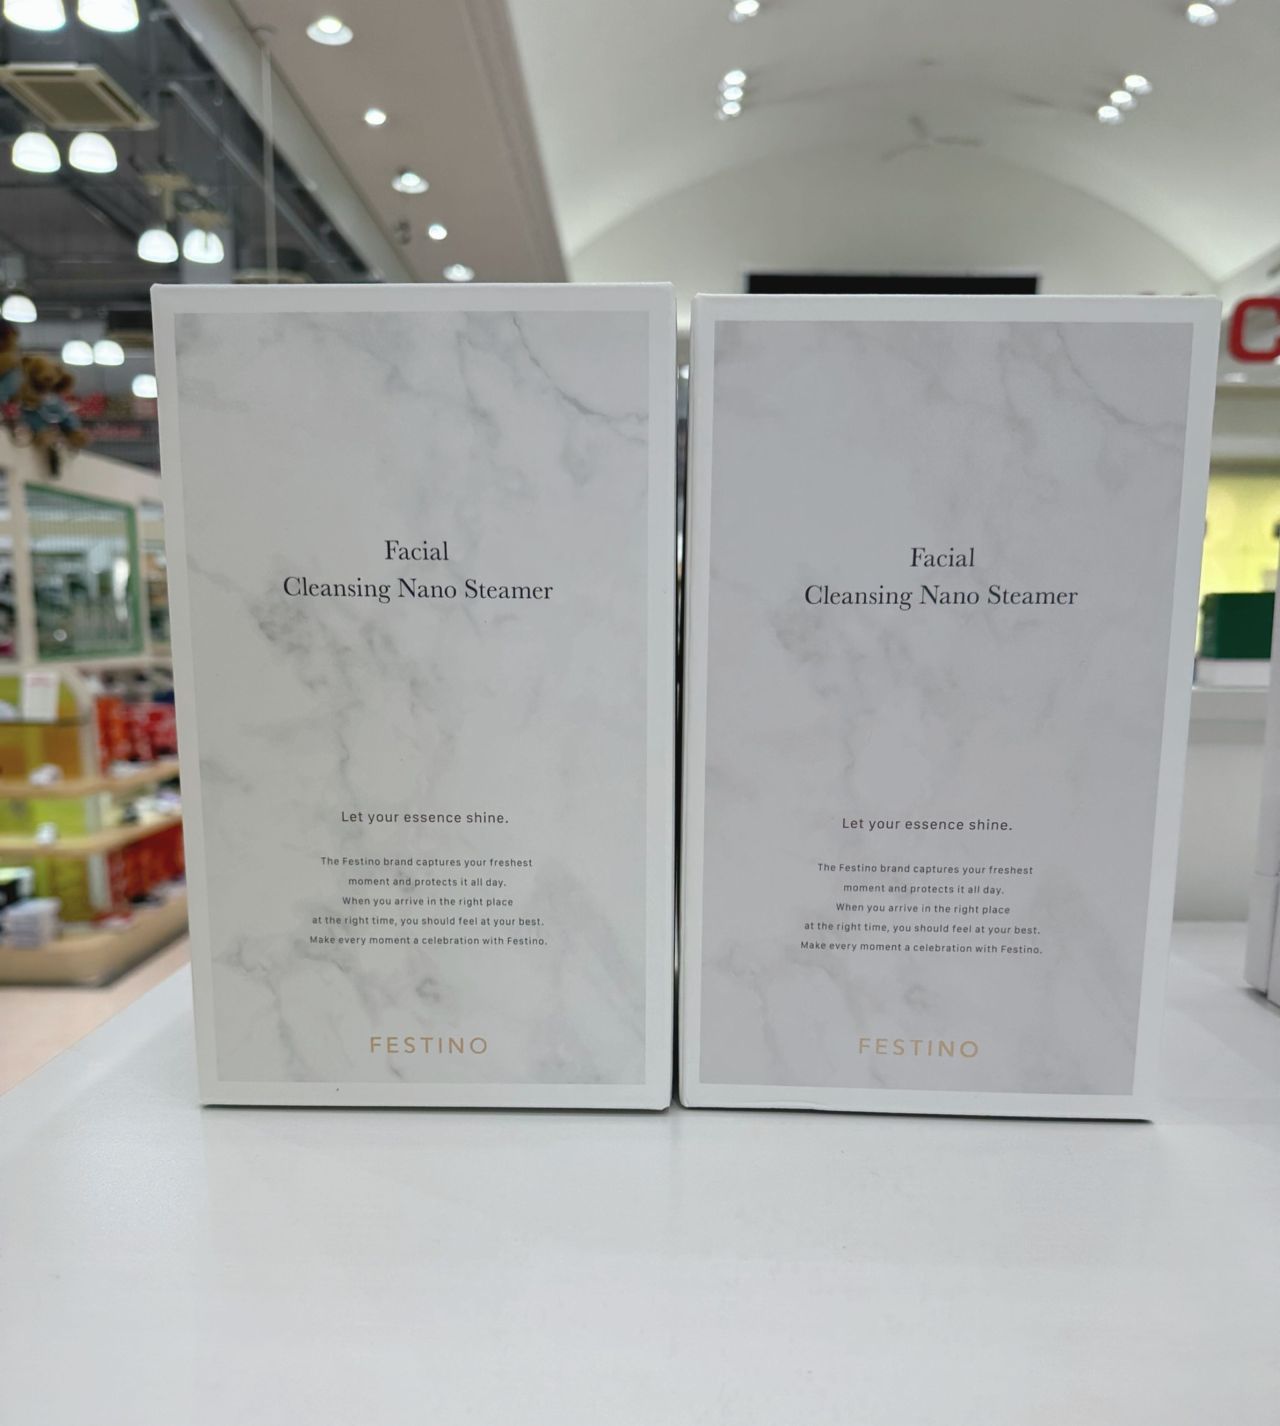 Facial
Cleansing Nano Steamer
Let your essence shine.
The Festino brand captures your freshest
moment and protects it all day.
When you arrive in the right place
at the right time, you should feel at your best.
Make every moment a celebration with Festino.
FESTINO
Facial
Cleansing Nano Steamer
Let your essence shine.
The Festino brand captures your freshest
moment and protects it all day.
When you arrive in the right place
at the right time, you should feel at your best.
Make every moment a celebration with Festino.
FESTINO
C